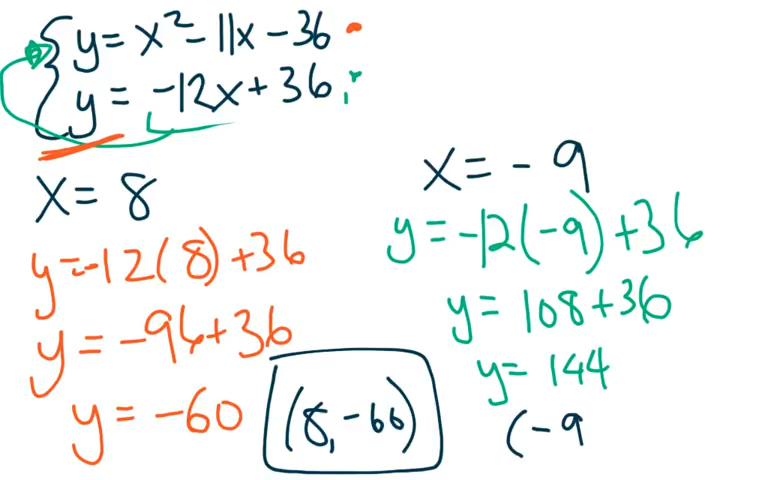 y = x² - 11x - 36
y = -12x + 36
x = 8
y = -12(8) + 36
y = -96 + 36
y = -60
(8, -60)
x = -9
y = -12(-9) + 36
y = 108 + 36
y = 144
(-9